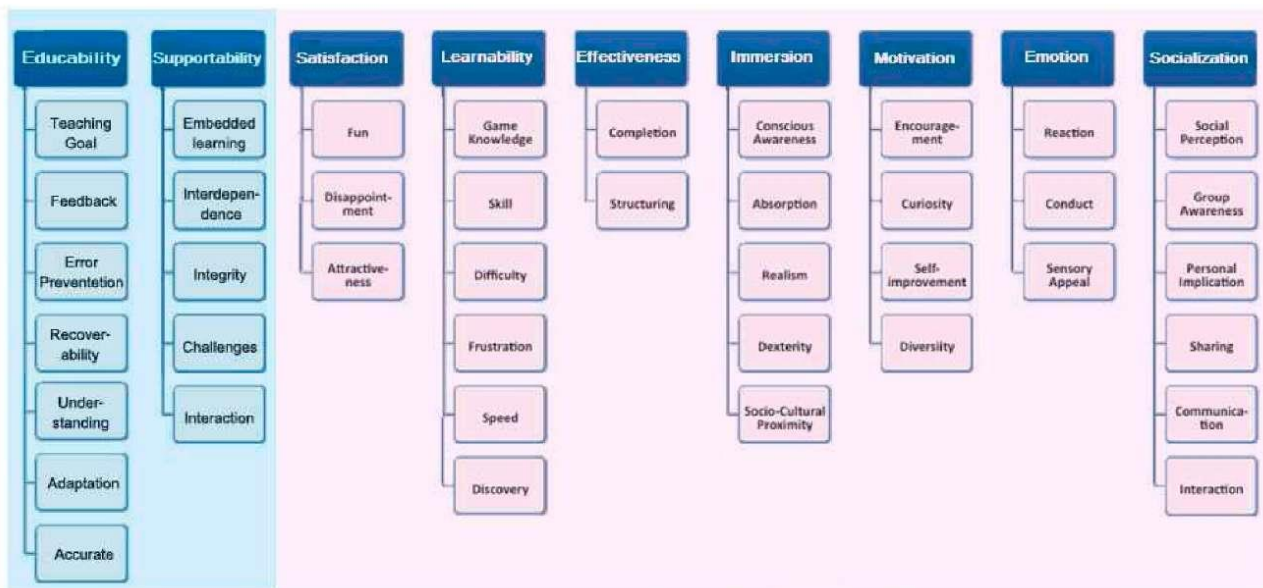 Educability
Supportability
Satisfaction
Learnability
Effectiveness
Immersion
Motivation
Emotion
Socialization
Teaching
Goal
Feedback
Error
Preventetion
Recover-
ability
Under-
standing
Adaptation
Accurate
Embedded
learning
Interdepen-
dence
Integrity
Challenges
Interaction
Fun
Disappoint-
ment
Attractive-
ness
Game
Knowledge
Skill
Difficulty
Frustration
Speed
Discovery
Completion
Structuring
Conscious
Awareness
Absorption
Realism
Dexterity
Socio-Cultural
Proximity
Encourage-
ment
Curiosity
Self-
improvement
Diversiity
Reaction
Conduct
Sensory
Appeal
Social
Perception
Group
Awareness
Personal
Implication
Sharing
Communica-
tion
Interaction